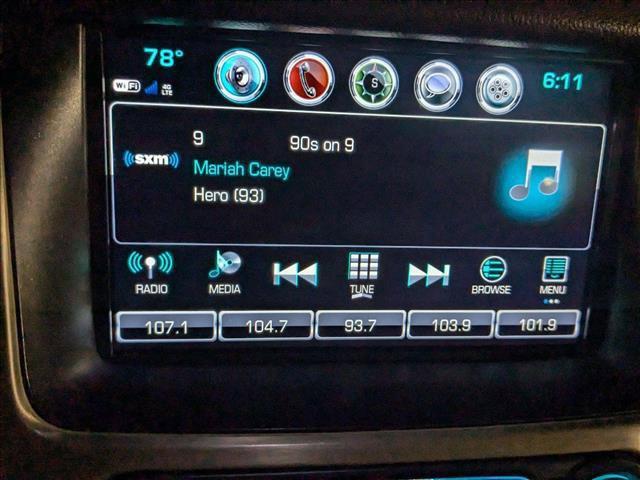 78°
6:11
WiFi
4G
LTE
S
9 90s on 9
sxm
Mariah Carey
Hero (93)
RADIO MEDIA TUNE BROWSE MENU
107.1 104.7 93.7 103.9 101.9